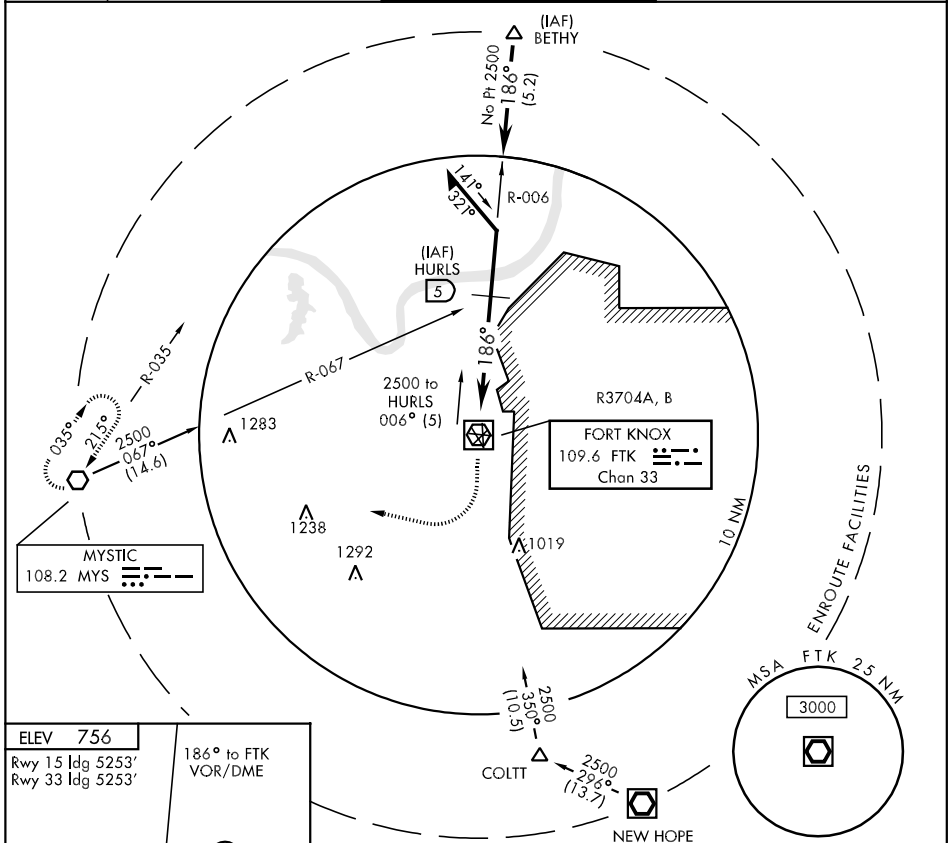 (IAF)
BETHY
No Pt 2500
186°
(5.2)
141°
321°
R-006
(IAF)
HURLS
5
R-035
R-067
186°
2500 to
HURLS
006° (5)
R3704A, B
FORT KNOX
109.6 FTK
Chan 33
035°
215°
2500
067°
(14.6)
1283
1238
1292
1019
10 NM
MYSTIC
108.2 MYS
ENROUTE FACILITIES
MSA FTK 25 NM
3000
2500
350°
(10.5)
COLTT
2500
296°
(13.7)
NEW HOPE
ELEV 756
Rwy 15 ldg 5253'
Rwy 33 ldg 5253'
186° to FTK
VOR/DME